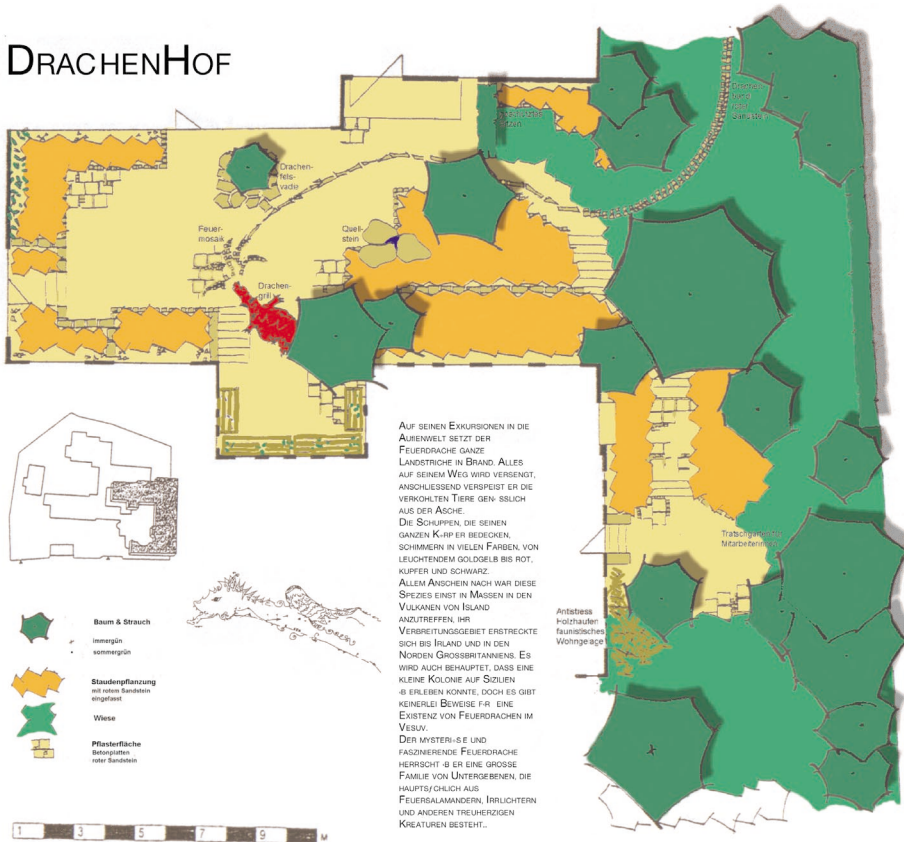 DRACHENHOF
Drachen-
fels-
vadie
Feuer-
mosaik
Quell-
stein
Drachen-
grill
Drachen
Sandstein
Tratschgarten
Mitarbeiterinnen
Antistress
Holzhaufen
faunistisches
Wohngelage
AUF SEINEN EXKURSIONEN IN DIE
AUIENWELT SETZT DER
FEUERDRACHE GANZE
LANDSTRICHE IN BRAND. ALLES
AUF SEINEM WEG WIRD VERSENGT,
ANSCHLIESSEND VERSPEIST ER DIE
VERKOHLTEN TIERE GEN- SSLICH
AUS DER ASCHE.
DIE SCHUPPEN, DIE SEINEN
GANZEN K-RP ER BEDECKEN,
SCHIMMERN IN VIELEN FARBEN, VON
LEUCHTENDEM GOLDGELB BIS ROT,
KUPFER UND SCHWARZ.
ALLEM ANSCHEIN NACH WAR DIESE
SPEZIES EINST IN MASSEN IN DEN
VULKANEN VON ISLAND
ANZUTREFFEN, IHR
VERBREITUNGSGEBIET ERSTRECKTE
SICH BIS IRLAND UND IN DEN
NORDEN GROSSBRITANNIENS. ES
WIRD AUCH BEHAUPTET, DASS EINE
KLEINE KOLONIE AUF SIZILIEN
-B ERLEBEN KONNTE, DOCH ES GIBT
KEINERLEI BEWEISE F-R EINE
EXISTENZ VON FEUERDRACHEN IM
VESUV.
DER MYSTERI-S E UND
FASZINIERENDE FEUERDRACHE
HERRSCHT -B ER EINE GROSSE
FAMILIE VON UNTERGEBENEN, DIE
HAUPTS/CHLICH AUS
FEUERSALAMANDERN, IRRLICHTERN
UND ANDEREN TREUHERZIGEN
KREATUREN BESTEHT..
Baum & Strauch
immergün
sommergrün
Staudenpflanzung
mit rotem Sandstein
eingefasst
Wiese
Pflasterfläche
Betonplatten
roter Sandstein
1 3 5 7 9 M